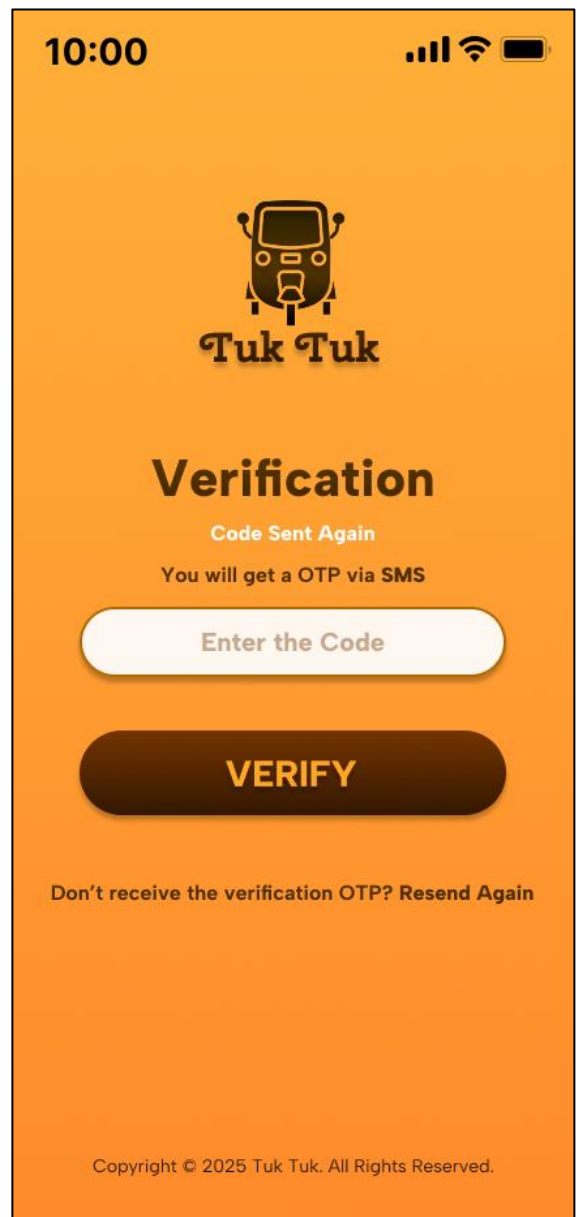 10:00
Tuk Tuk
Verification
Code Sent Again
You will get a OTP via SMS
Enter the Code
VERIFY
Don't receive the verification OTP? Resend Again
Copyright © 2025 Tuk Tuk. All Rights Reserved.